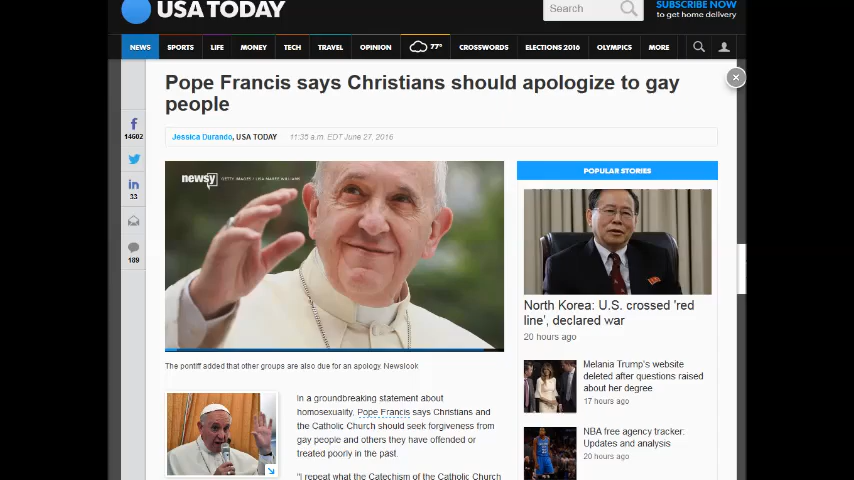 USA TODAY
Search
SUBSCRIBE NOW
to get home delivery
NEWS SPORTS LIFE MONEY TECH TRAVEL OPINION 77° CROSSWORDS ELECTIONS 2016 OLYMPICS MORE
Pope Francis says Christians should apologize to gay
people
Jessica Durando, USA TODAY 11:35 a.m. EDT June 27, 2016
14602
33
189
newsy
The pontiff added that other groups are also due for an apology. Newslook
In a groundbreaking statement about
homosexuality, Pope Francis says Christians and
the Catholic Church should seek forgiveness from
gay people and others they have offended or
treated poorly in the past.
"I repeat what the Catechism of the Catholic Church
POPULAR STORIES
North Korea: U.S. crossed 'red
line', declared war
20 hours ago
Melania Trump's website
deleted after questions raised
about her degree
17 hours ago
NBA free agency tracker:
Updates and analysis
20 hours ago